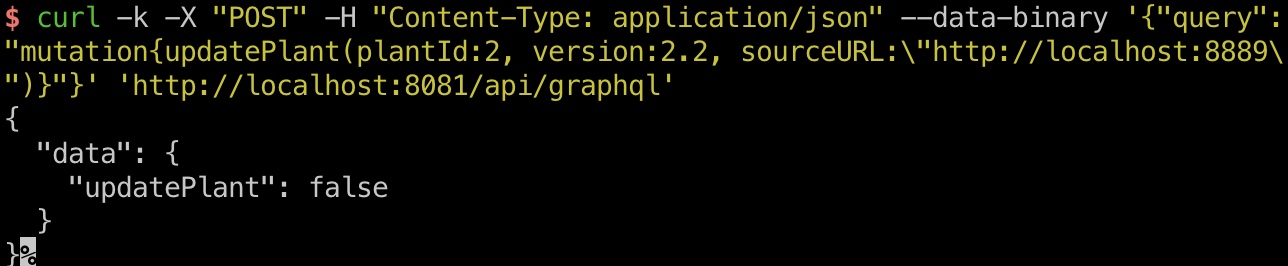 $ curl -k -X "POST" -H "Content-Type: application/json" --data-binary '{"query":
"mutation{updatePlant(plantId:2, version:2.2, sourceURL:\"http://localhost:8889\
")}"}' 'http://localhost:8081/api/graphql'
{
  "data": {
    "updatePlant": false
  }
}%